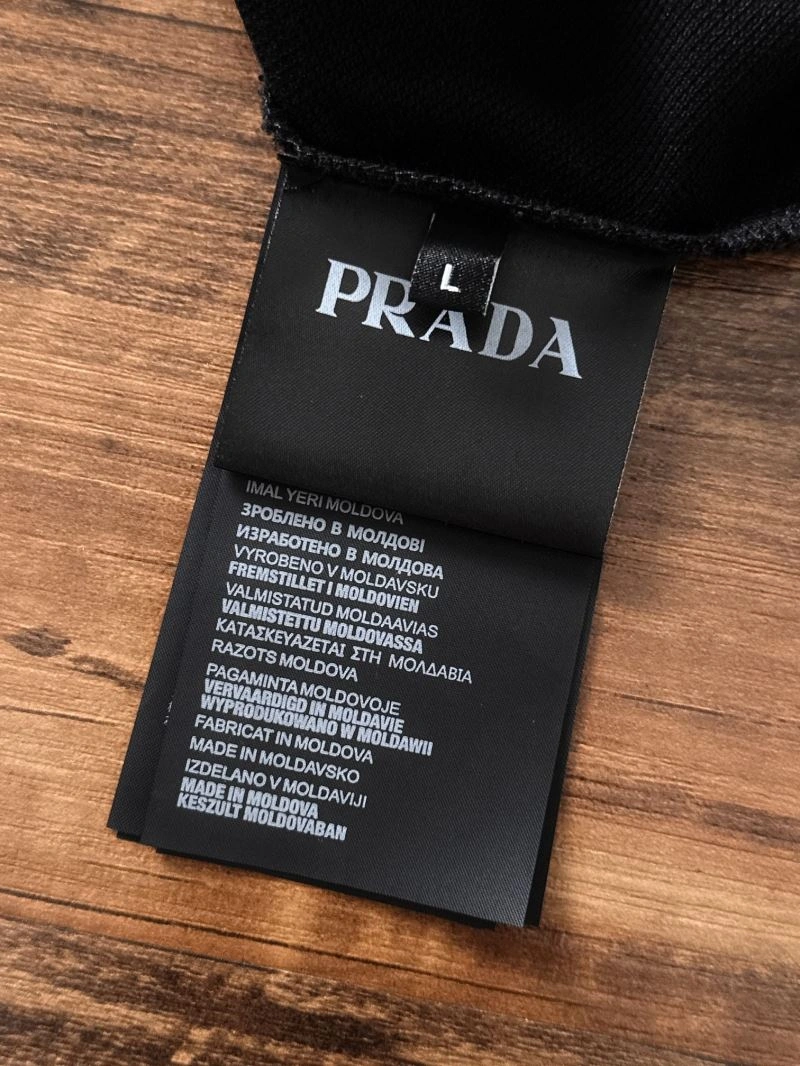 L
PRADA
IMAL YERI MOLDOVA
ЗРОБЛЕНО В МОЛДОВІ
ИЗРАБОТЕНО В МОЛДОВА
VYROBENO V MOLDAVSKU
FREMSTILLET I MOLDOVIEN
VALMISTATUD MOLDAAVIAS
VALMISTETTU MOLDOVASSA
ΚΑΤΑΣΚΕΥΑΖΕΤΑΙ ΣΤΗ ΜΟΛΔΑΒΙΑ
RAZOTS MOLDOVA
PAGAMINTA MOLDOVOJE
VERVAARDIGD IN MOLDAVIE
WYPRODUKOWANO W MOLDAWII
FABRICAT IN MOLDOVA
MADE IN MOLDAVSKO
IZDELANO V MOLDAVIJI
MADE IN MOLDOVA
KESZULT MOLDOVABAN